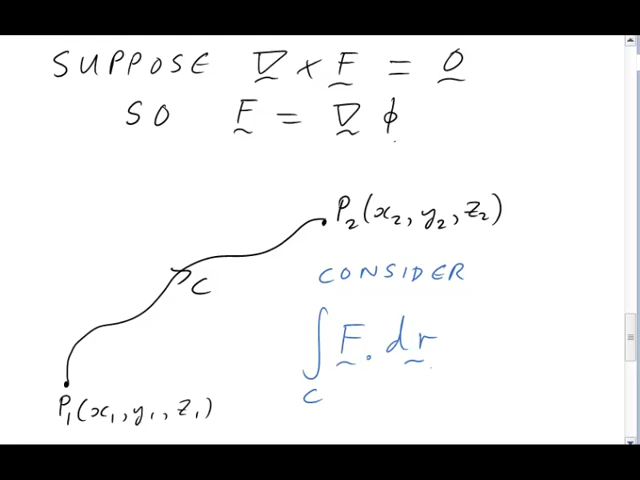 SUPPOSE ∇ × F = 0
SO F = ∇ ϕ
P₂(x₂, y₂, z₂)
C
CONSIDER
∫ F . dr
C
P₁(x₁, y₁, z₁)